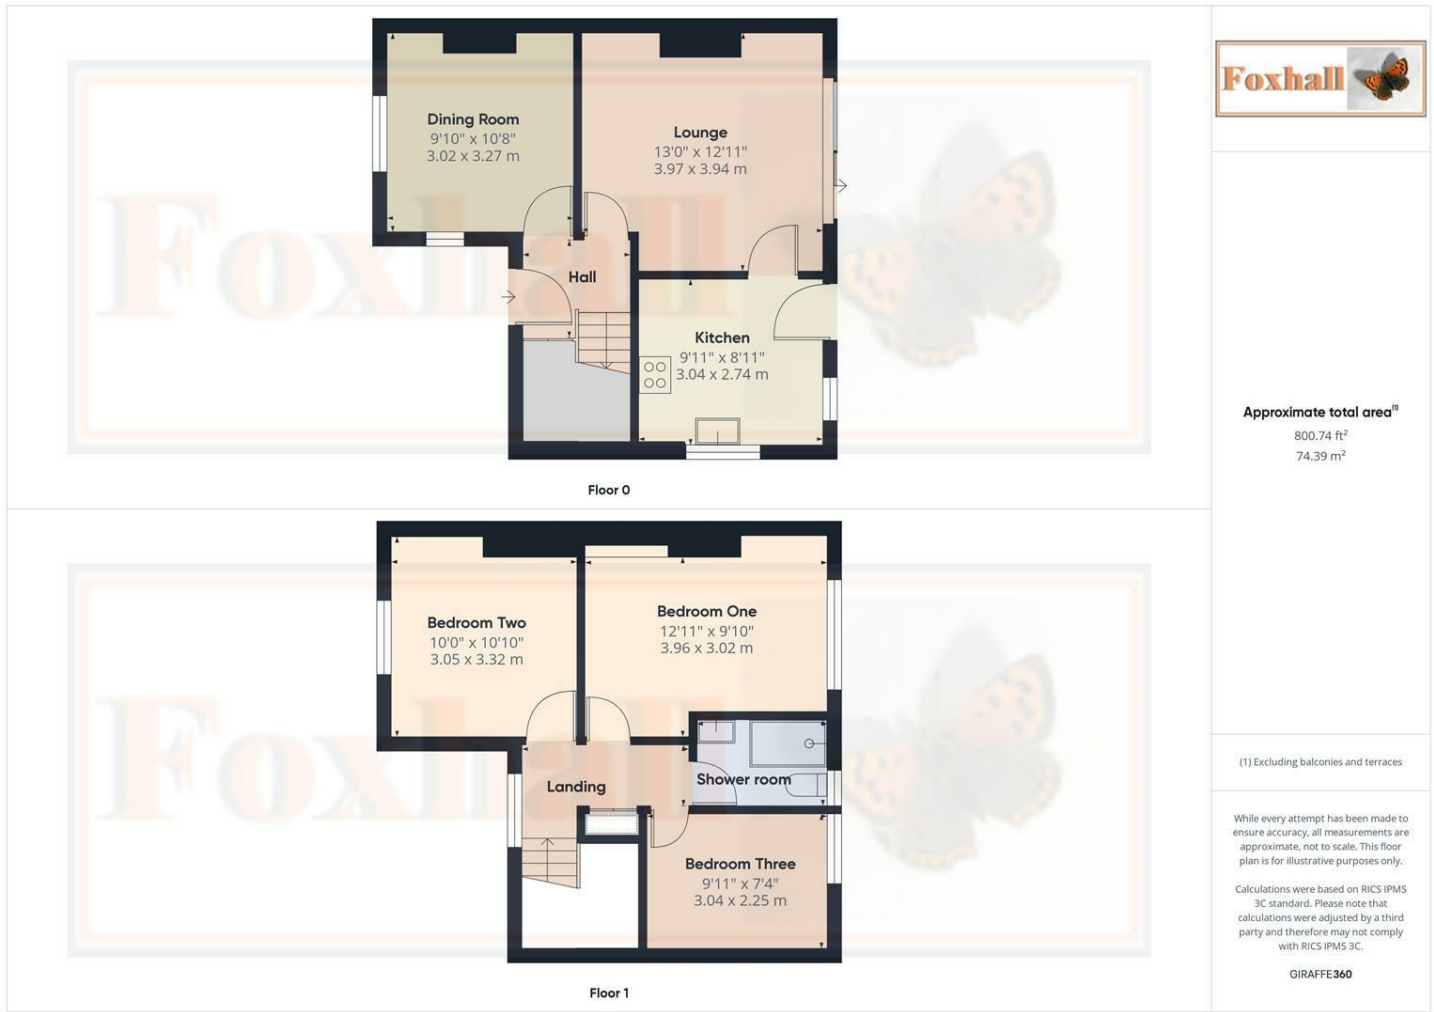 Dining Room
9'10" x 10'8"
3.02 x 3.27 m
Lounge
13'0" x 12'11"
3.97 x 3.94 m
Hall
Kitchen
9'11" x 8'11"
3.04 x 2.74 m
Foxhall
Floor 0
Bedroom Two
10'0" x 10'10"
3.05 x 3.32 m
Bedroom One
12'11" x 9'10"
3.96 x 3.02 m
Landing
Shower room
Bedroom Three
9'11" x 7'4"
3.04 x 2.25 m
Foxhall
Floor 1
Foxhall
Approximate total area(1)
800.74 ft²
74.39 m²
(1) Excluding balconies and terraces
While every attempt has been made to
ensure accuracy, all measurements are
approximate, not to scale. This floor
plan is for illustrative purposes only.
Calculations were based on RICS IPMS
3C standard. Please note that
calculations were adjusted by a third
party and therefore may not comply
with RICS IPMS 3C.
GIRAFFE360